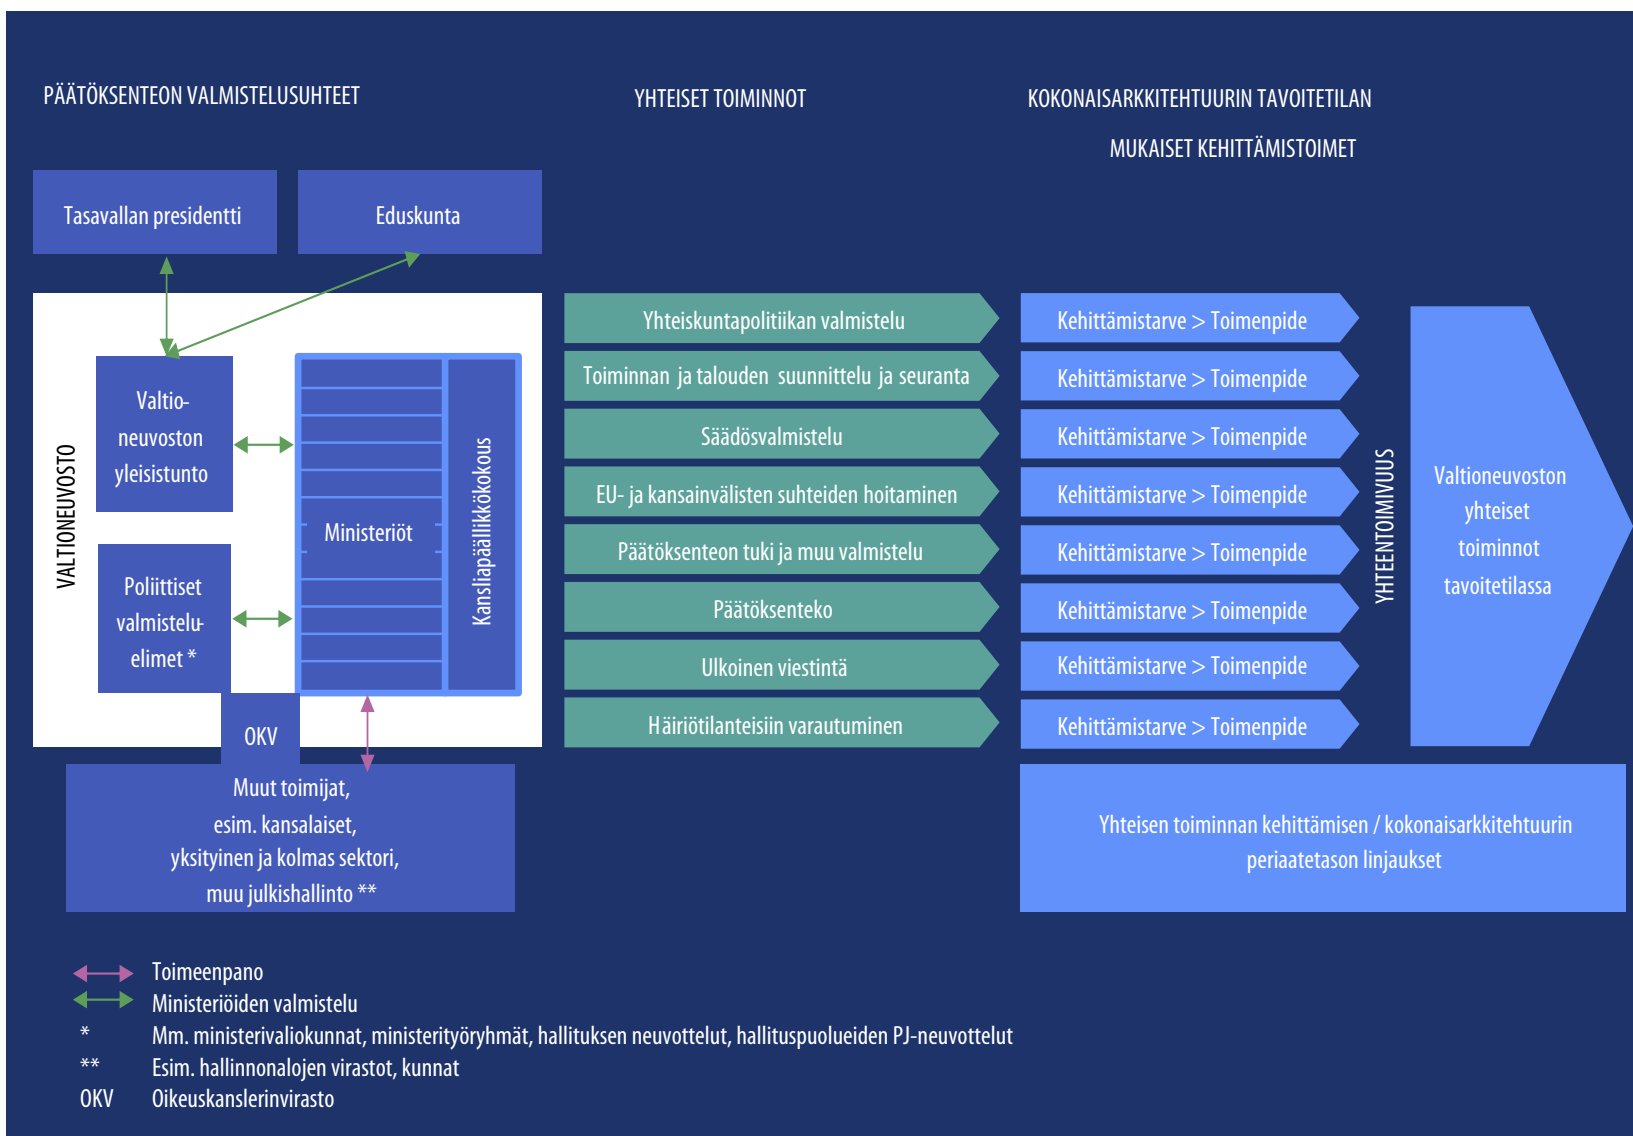 PÄÄTÖKSENTEON VALMISTELUSUHTEET
Tasavallan presidentti
Eduskunta
VALTIONEUVOSTO
Valtio-
neuvoston
yleisistunto
Poliittiset
valmistelu-
elimet *
Ministeriöt
Kansliapäällikkökokous
OKV
Muut toimijat,
esim. kansalaiset,
yksityinen ja kolmas sektori,
muu julkishallinto **
YHTEISET TOIMINNOT
Yhteiskuntapolitiikan valmistelu
Toiminnan ja talouden suunnittelu ja seuranta
Säädösvalmistelu
EU- ja kansainvälisten suhteiden hoitaminen
Päätöksenteon tuki ja muu valmistelu
Päätöksenteko
Ulkoinen viestintä
Häiriötilanteisiin varautuminen
KOKONAISARKKITEHTUURIN TAVOITETILAN
MUKAISET KEHITTÄMISTOIMET
Kehittämistarve > Toimenpide
Kehittämistarve > Toimenpide
Kehittämistarve > Toimenpide
Kehittämistarve > Toimenpide
Kehittämistarve > Toimenpide
Kehittämistarve > Toimenpide
Kehittämistarve > Toimenpide
Kehittämistarve > Toimenpide
YHTEENTOIMIVUUS
Valtioneuvoston
yhteiset
toiminnot
tavoitetilassa
Yhteisen toiminnan kehittämisen / kokonaisarkkitehtuurin
periaatetason linjaukset
Toimeenpano
Ministeriöiden valmistelu
* Mm. ministerivaliokunnat, ministerityöryhmät, hallituksen neuvottelut, hallituspuolueiden PJ-neuvottelut
** Esim. hallinnonalojen virastot, kunnat
OKV Oikeuskanslerinvirasto